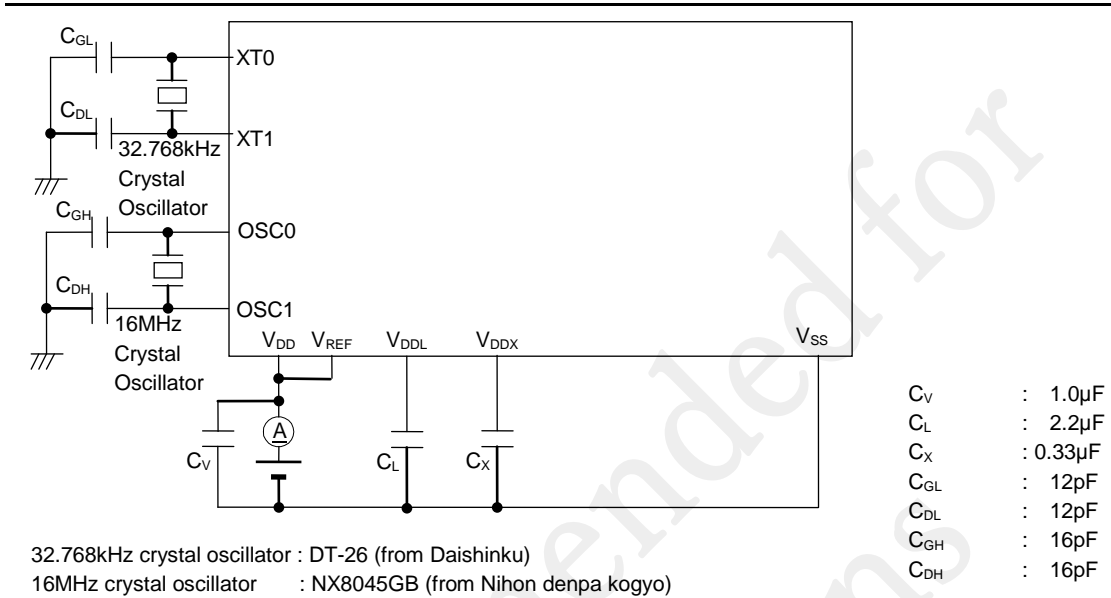 CGL
XT0
CDL
XT1
32.768kHz
Crystal
Oscillator
CGH
OSC0
CDH
OSC1
16MHz
Crystal
Oscillator
VDD VREF VDDL VDDX VSS
A
CV CL CX
CV : 1.0µF
CL : 2.2µF
CX : 0.33µF
CGL : 12pF
CDL : 12pF
CGH : 16pF
CDH : 16pF
32.768kHz crystal oscillator : DT-26 (from Daishinku)
16MHz crystal oscillator : NX8045GB (from Nihon denpa kogyo)
ended for